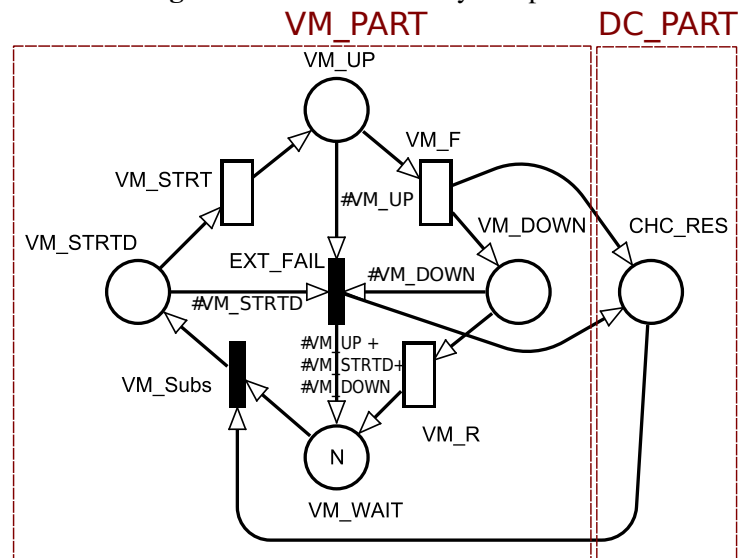 VM_PART
DC_PART
VM_UP
VM_F
VM_STRT
#VM_UP
VM_DOWN
CHC_RES
VM_STRTD
EXT_FAIL
#VM_DOWN
#VM_STRTD
#VM_UP +
#VM_STRTD+
#VM_DOWN
VM_Subs
VM_R
N
VM_WAIT